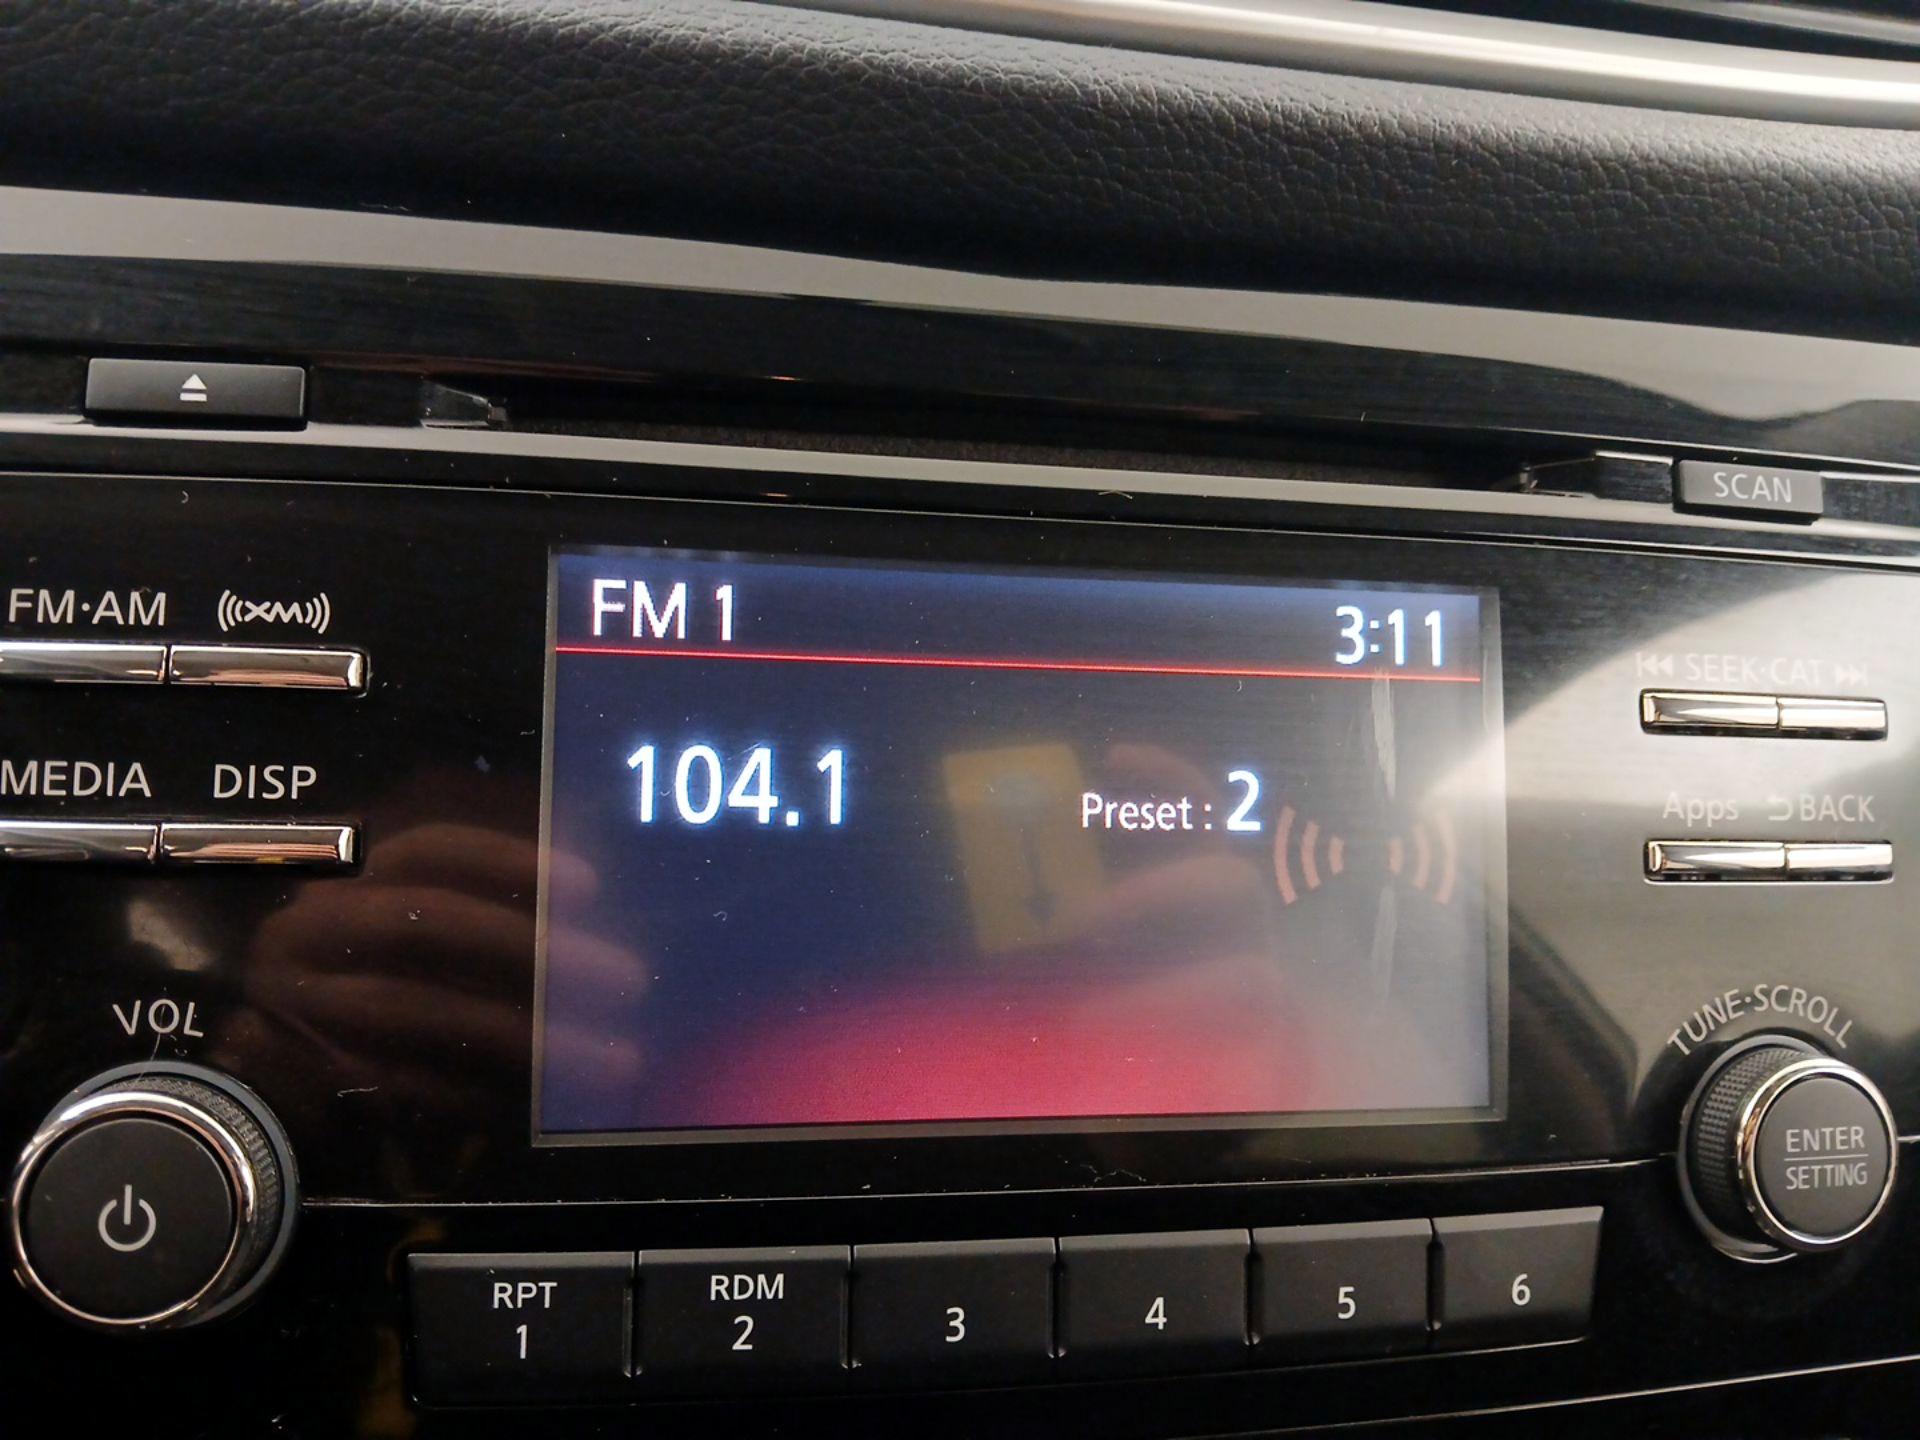 SCAN
FM·AM
XM
FM 1
3:11
SEEK·CAT
104.1
Preset : 2
MEDIA
DISP
Apps
BACK
VOL
TUNE·SCROLL
ENTER
SETTING
RPT
1
RDM
2
3
4
5
6